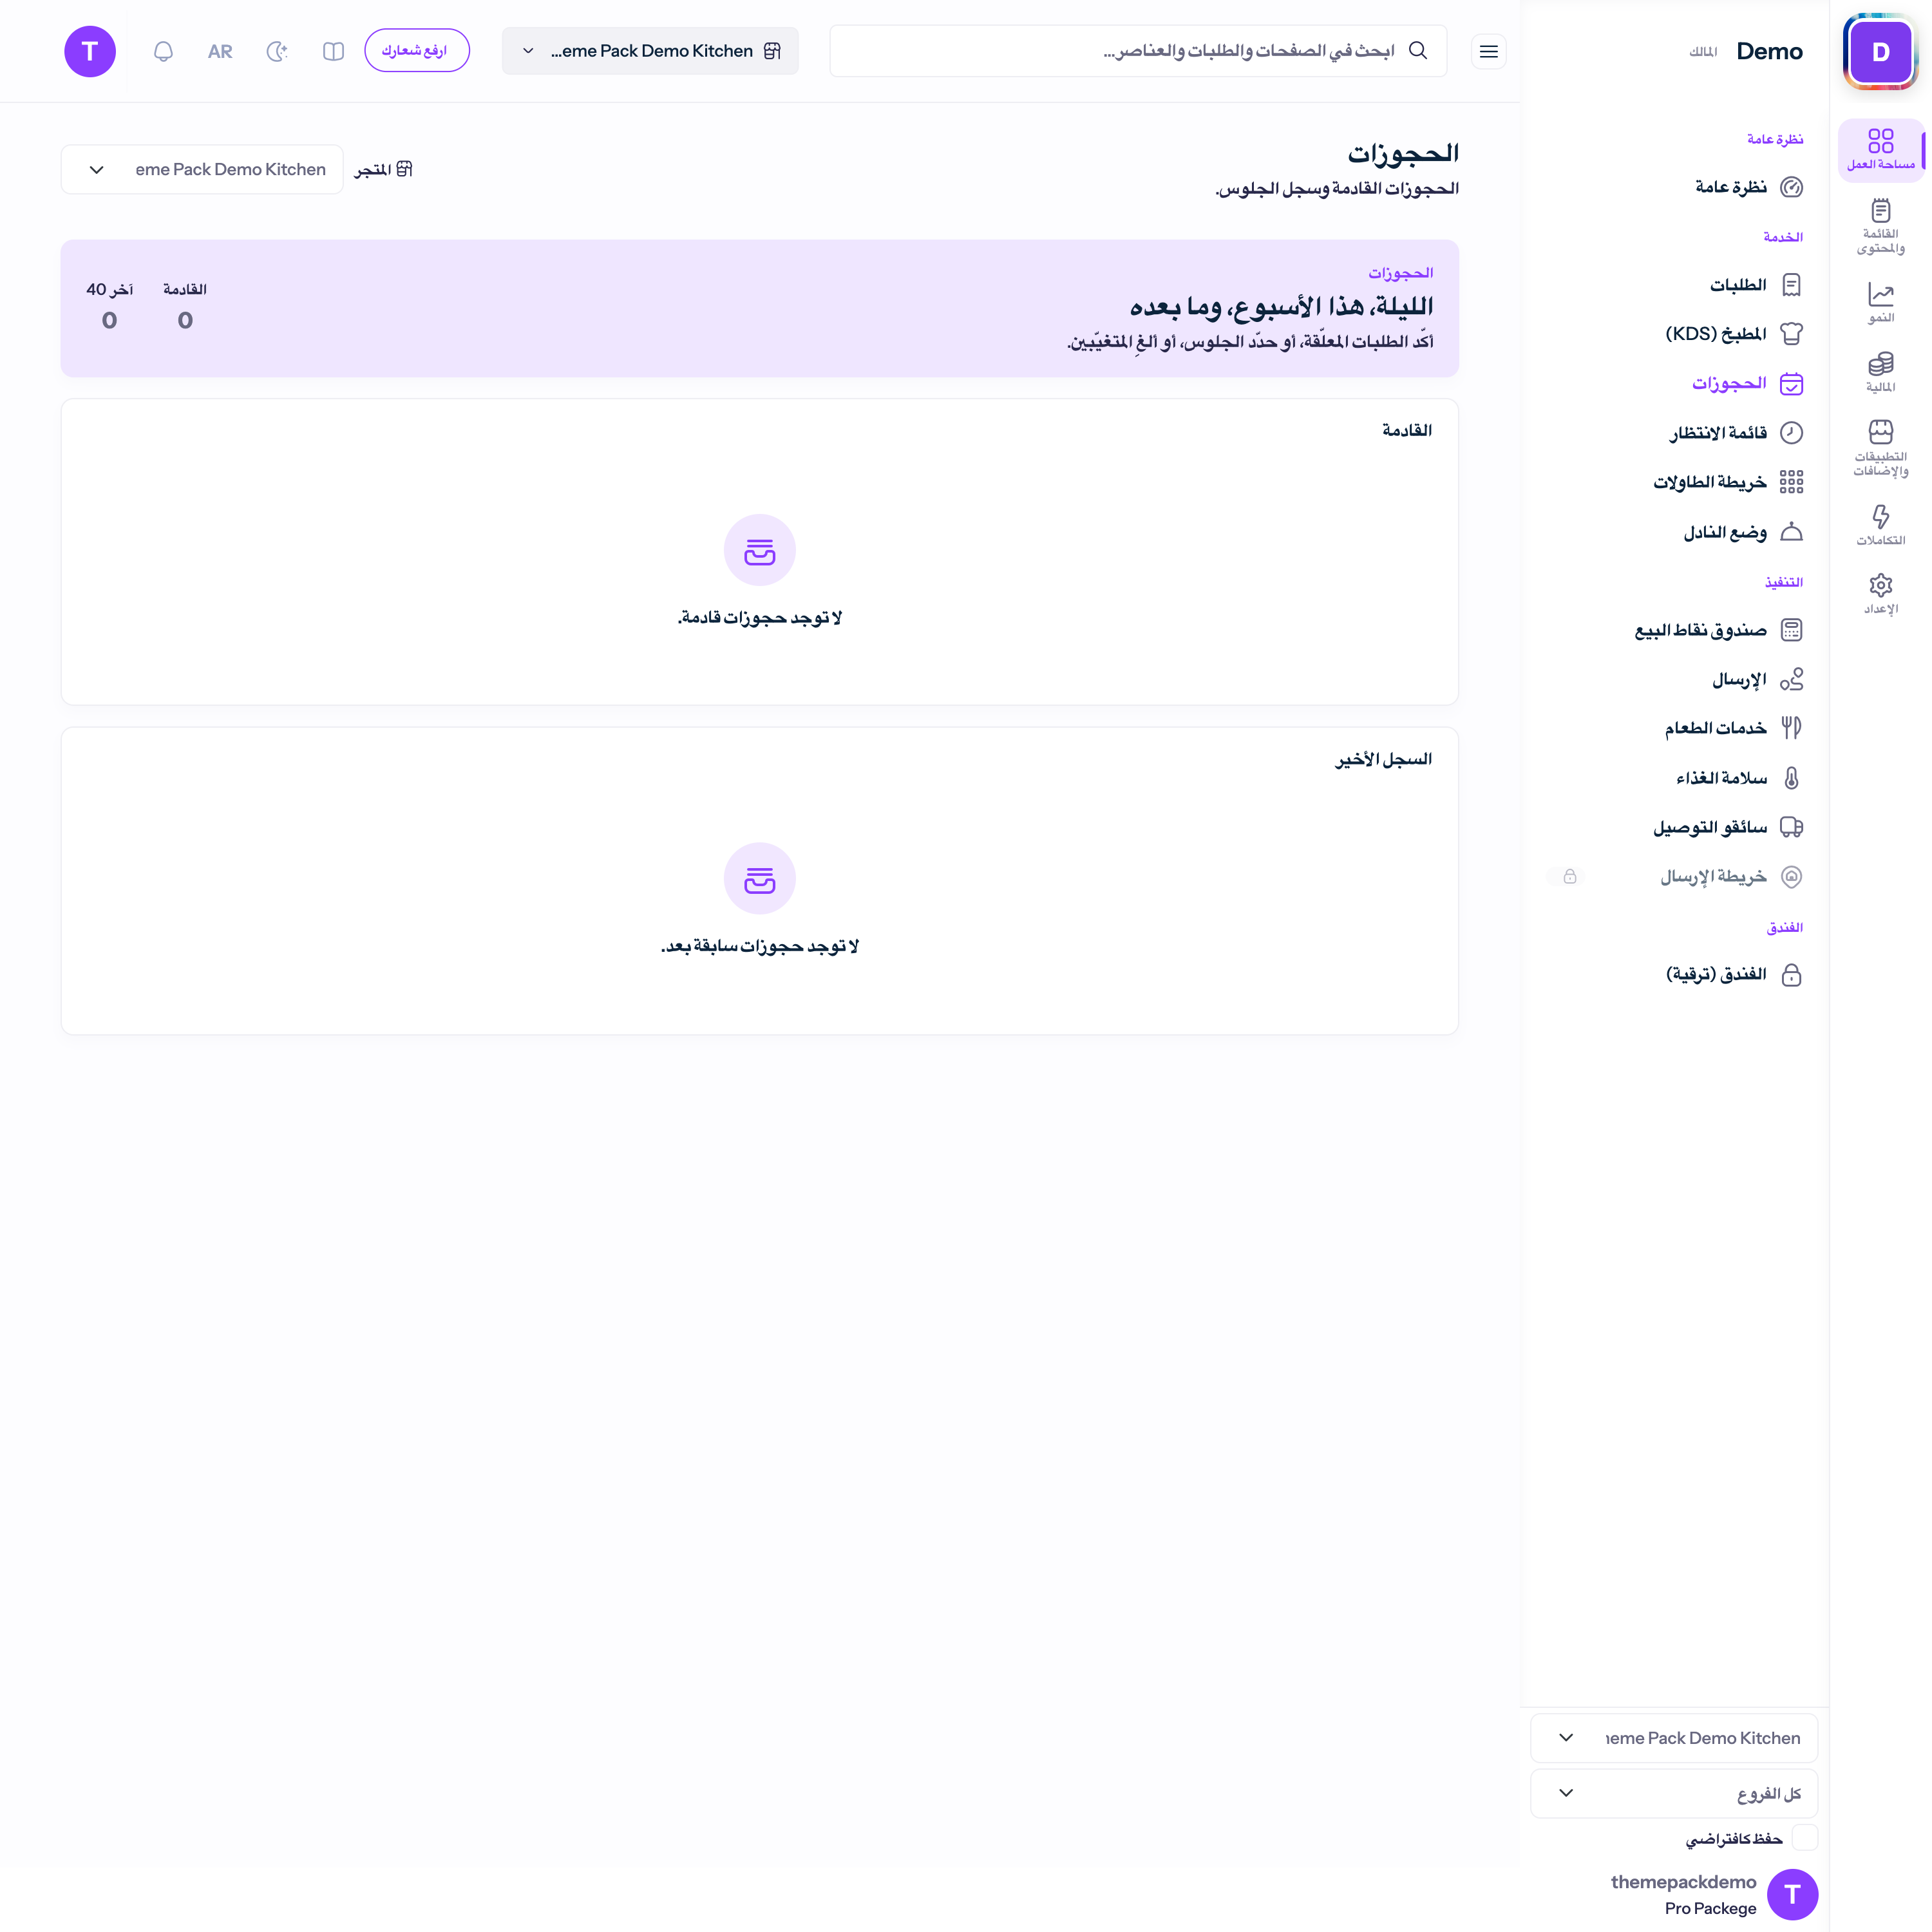 D
مساحة العمل
القائمة
والمحتوى
النمو
المالية
التطبيقات
والإضافات
التكاملات
الإعداد
Demo المالك
نظرة عامة
نظرة عامة
الخدمة
الطلبات
المطبخ (KDS)
الحجوزات
قائمة الانتظار
خريطة الطاولات
وضع النادل
التنفيذ
صندوق نقاط البيع
الإرسال
خدمات الطعام
سلامة الغذاء
سائقو التوصيل
خريطة الإرسال
الفندق
الفندق (ترقية)
eme Pack Demo Kitchen
كل الفروع
حفظ كافتراضي
themepackdemo
Pro Packege
T
ابحث في الصفحات والطلبات والعناصر...
...eme Pack Demo Kitchen
ارفع شعارك
AR
T
الحجوزات
الحجوزات القادمة وسجل الجلوس.
المتجر
eme Pack Demo Kitchen
الحجوزات
الليلة، هذا الأسبوع، وما بعده
أكّد الطلبات المعلّقة، أو حدّد الجلوس، أو ألغِ المتغيّبين.
القادمة
0
آخر 40
0
القادمة
لا توجد حجوزات قادمة.
السجل الأخير
لا توجد حجوزات سابقة بعد.